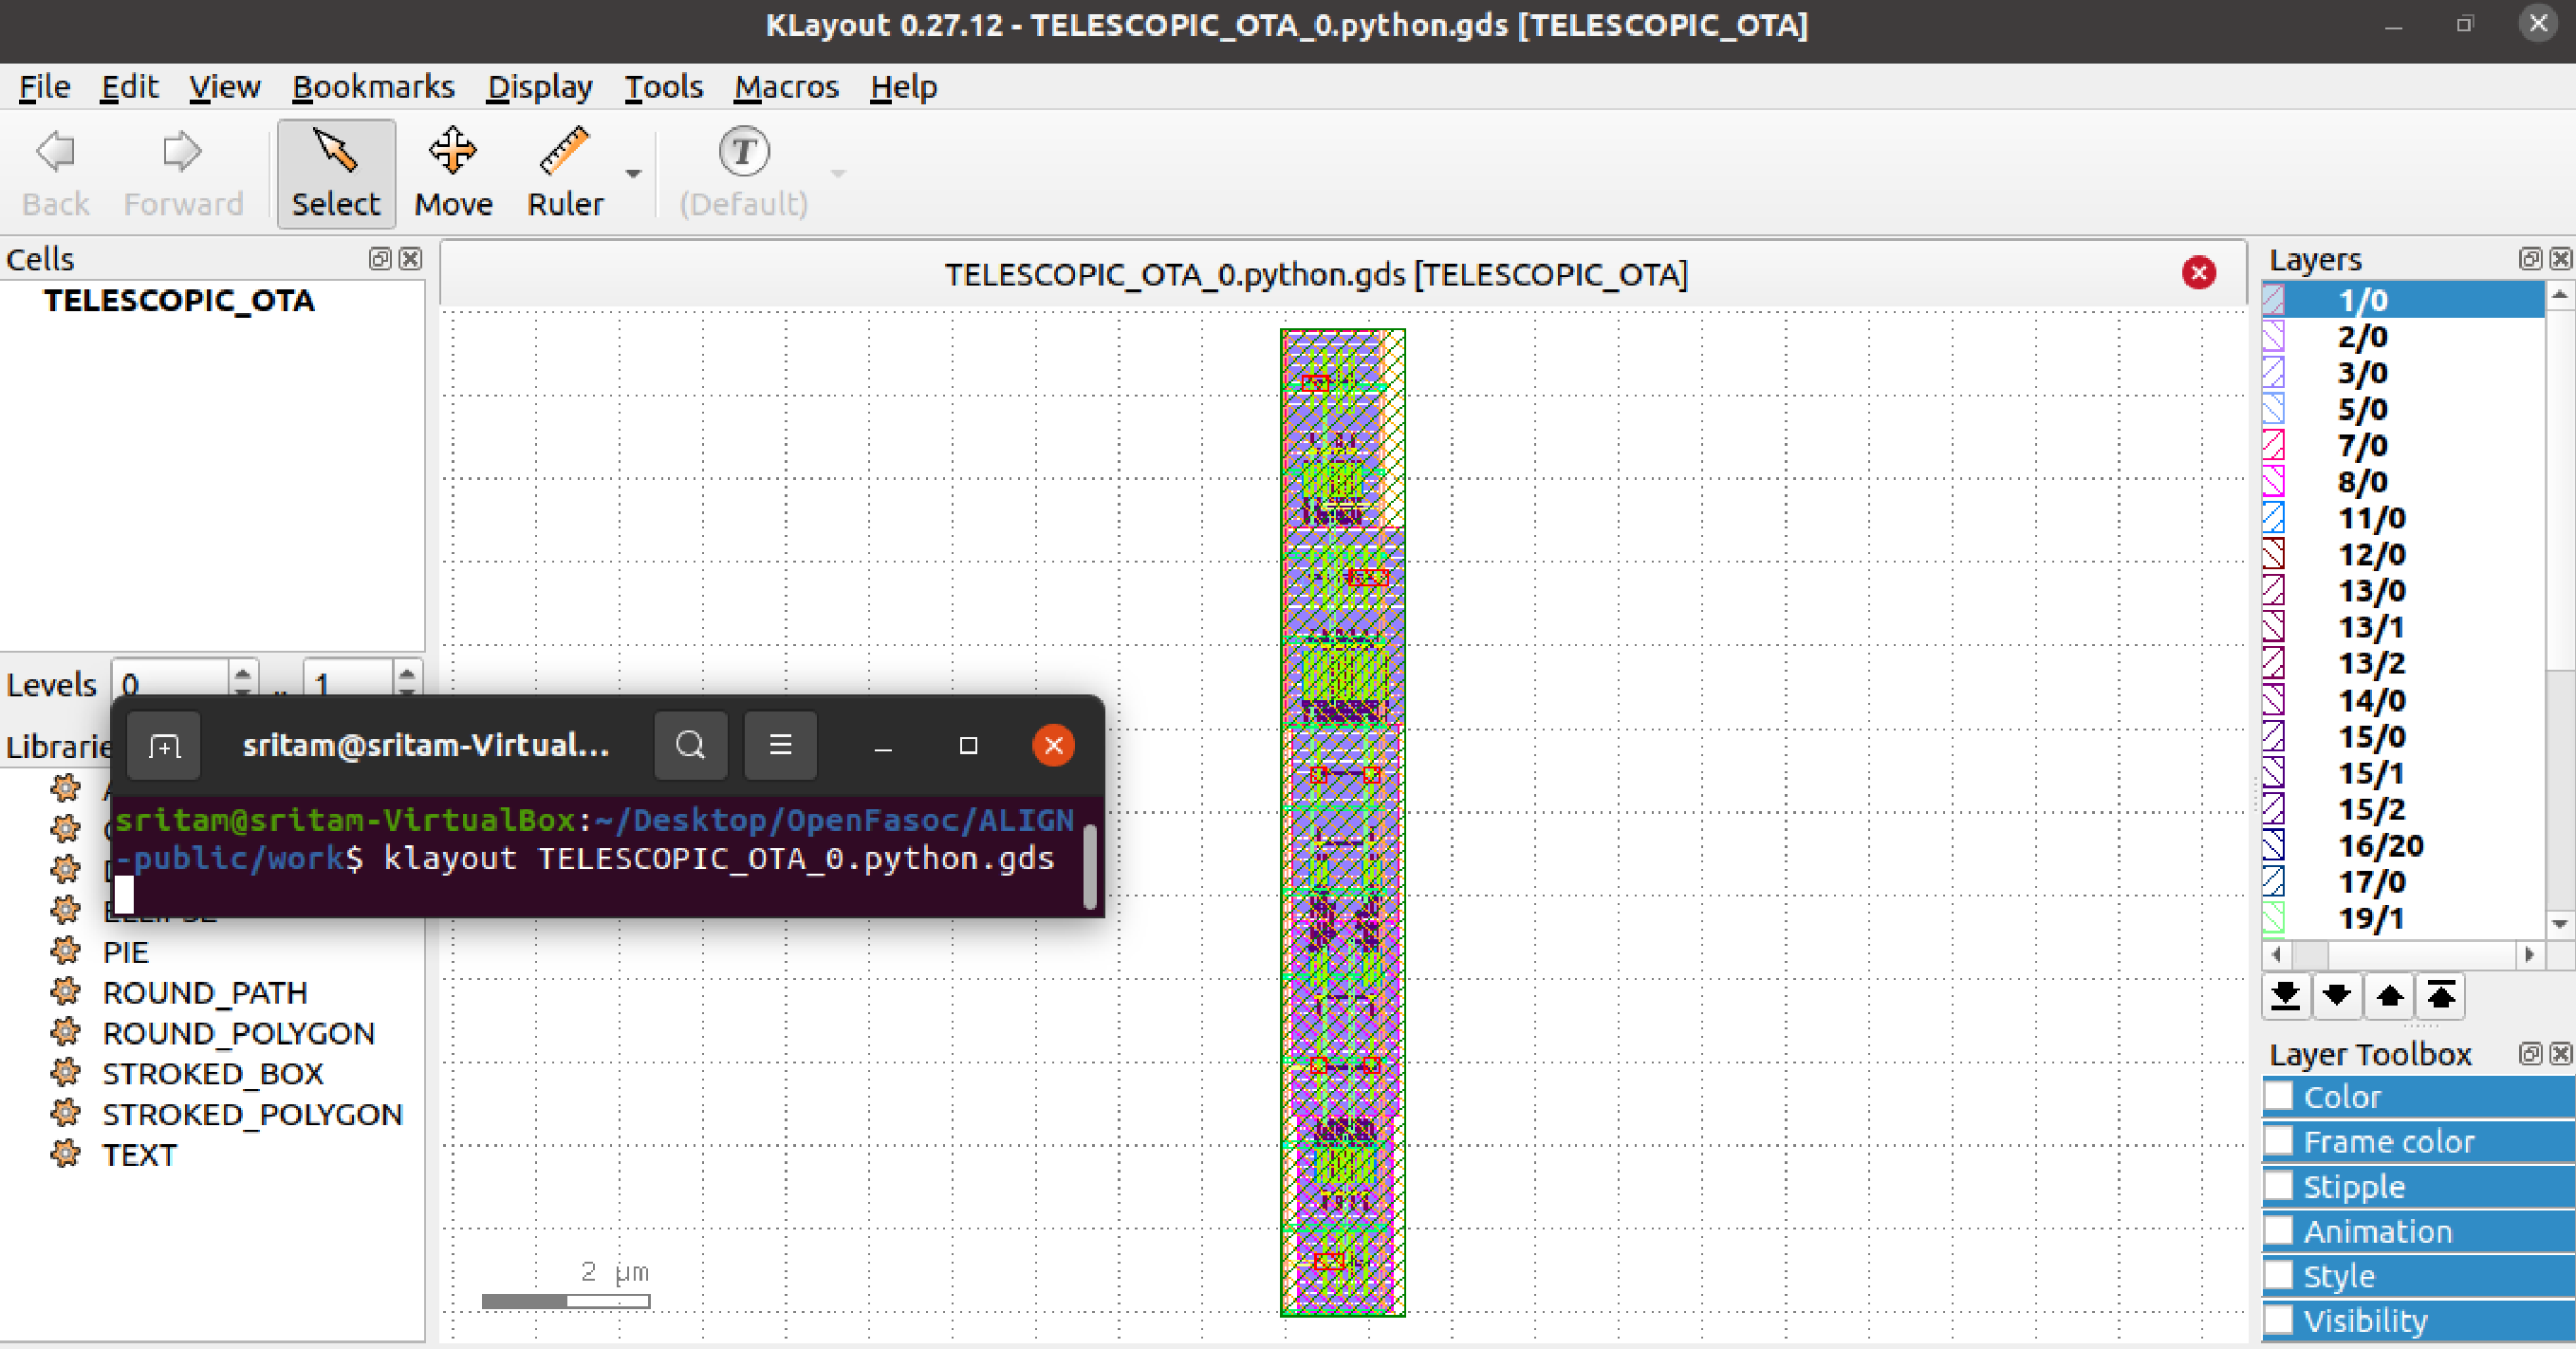 KLayout 0.27.12 - TELESCOPIC_OTA_0.python.gds [TELESCOPIC_OTA]
File Edit View Bookmarks Display Tools Macros Help
Back Forward Select Move Ruler (Default)
Cells
TELESCOPIC_OTA
TELESCOPIC_OTA_0.python.gds [TELESCOPIC_OTA]
Levels 0 .. 1
sritam@sritam-Virtual...
sritam@sritam-VirtualBox:~/Desktop/OpenFasoc/ALIGN
-public/work$ klayout TELESCOPIC_OTA_0.python.gds
PIE
ROUND_PATH
ROUND_POLYGON
STROKED_BOX
STROKED_POLYGON
TEXT
2 µm
Layers
1/0
2/0
3/0
5/0
7/0
8/0
11/0
12/0
13/0
13/1
13/2
14/0
15/0
15/1
15/2
16/20
17/0
19/1
Layer Toolbox
Color
Frame color
Stipple
Animation
Style
Visibility